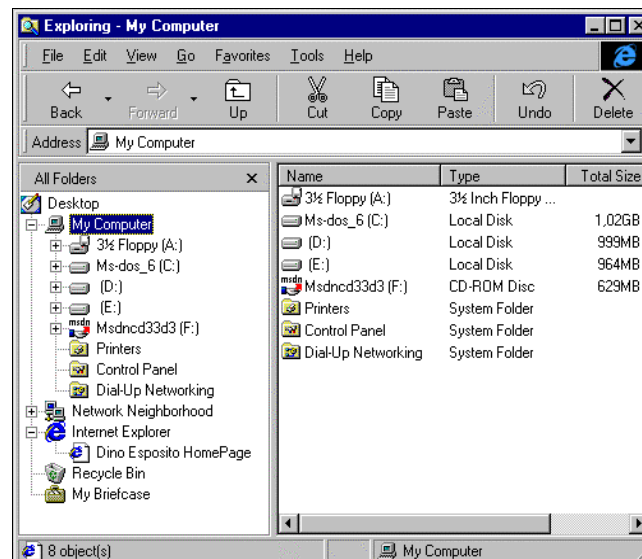 Exploring - My Computer
File Edit View Go Favorites Tools Help
Back Forward Up Cut Copy Paste Undo Delete
Address My Computer
All Folders x
Desktop
My Computer
3½ Floppy (A:)
Ms-dos_6 (C:)
(D:)
(E:)
msdn Msdncd33d3 (F:)
Printers
Control Panel
Dial-Up Networking
Network Neighborhood
Internet Explorer
Dino Esposito HomePage
Recycle Bin
My Briefcase
Name Type Total Size
3½ Floppy (A:) 3½ Inch Floppy ...
Ms-dos_6 (C:) Local Disk 1,02GB
(D:) Local Disk 999MB
(E:) Local Disk 964MB
msdn Msdncd33d3 (F:) CD-ROM Disc 629MB
Printers System Folder
Control Panel System Folder
Dial-Up Networking System Folder
8 object(s) My Computer